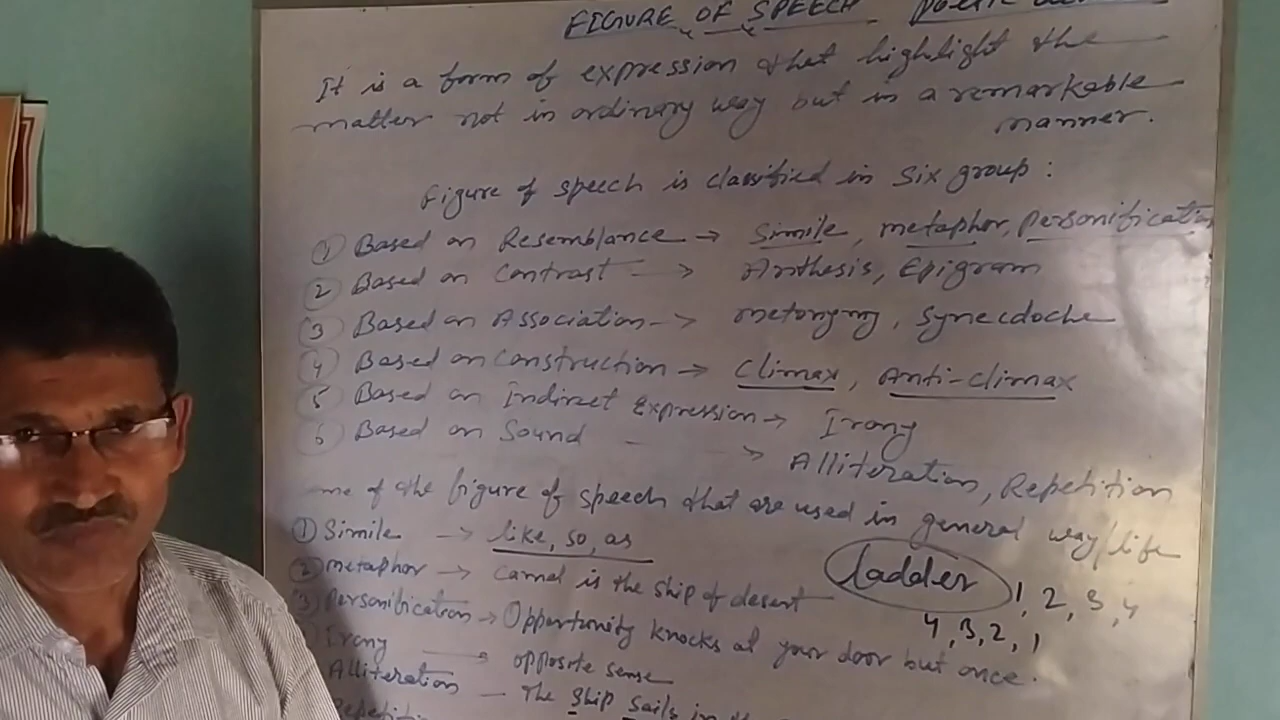 FIGURE OF SPEECH
It is a form of expression that highlight the
matter not in ordinary way but in a remarkable
manner.
Figure of speech is classified in six group:
① Based on Resemblance → Simile, metaphor, personification
② Based on Contrast → Anthesis, Epigram
③ Based on Association → metonymy, synecdoche
④ Based on construction → Climax, Anti-climax
⑤ Based on Indirect Expression → Irony
⑥ Based on Sound → Alliteration, Repetition
me of the figure of speech that are used in general way/life
① Simile → like, so, as
② metaphor → camel is the ship of desert
③ Personification → Opportunity knocks at your door but once.
ladder 1, 2, 3, 4
4, 3, 2, 1
Irony → opposite sense
Alliteration — The ship sails in the
Repetiti